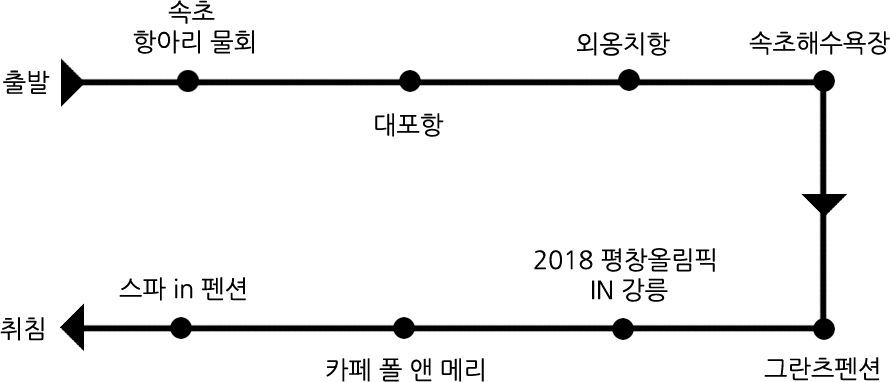 출발
속초
항아리 물회
대포항
외옹치항
속초해수욕장
그란츠펜션
2018 평창올림픽
IN 강릉
카페 폴 앤 메리
스파 in 펜션
취침